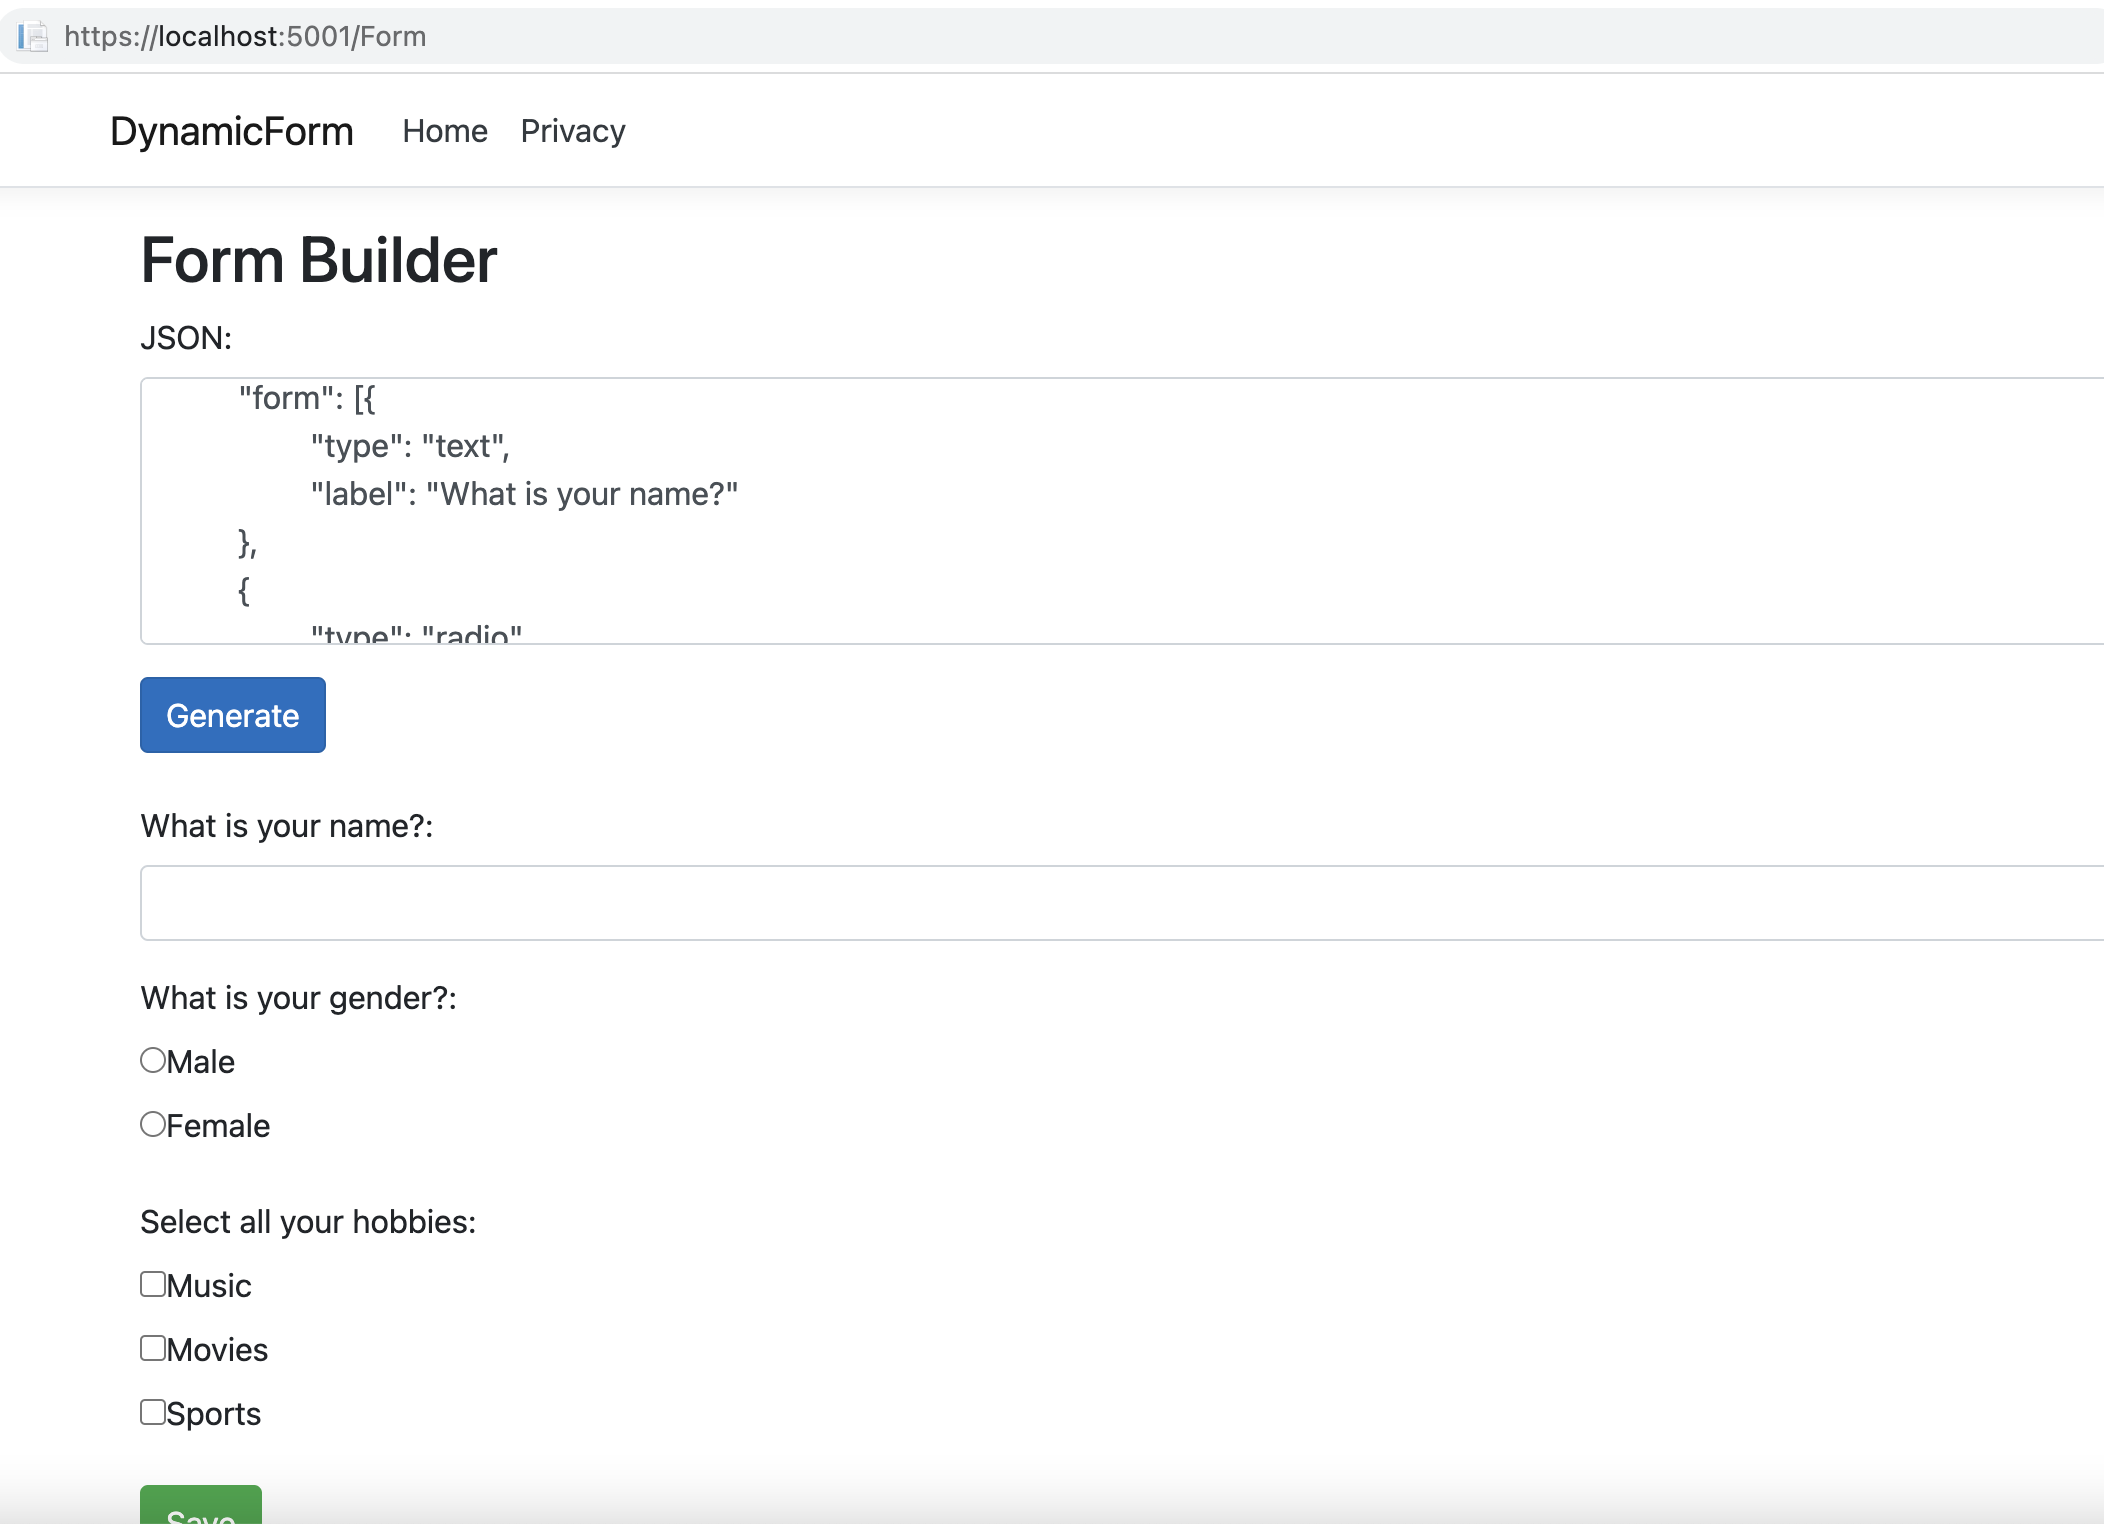 https://localhost:5001/Form
DynamicForm Home Privacy
Form Builder
JSON:
"form": [{
"type": "text",
"label": "What is your name?"
},
{
"type": "radio"
Generate
What is your name?:
What is your gender?:
Male
Female
Select all your hobbies:
Music
Movies
Sports
Save